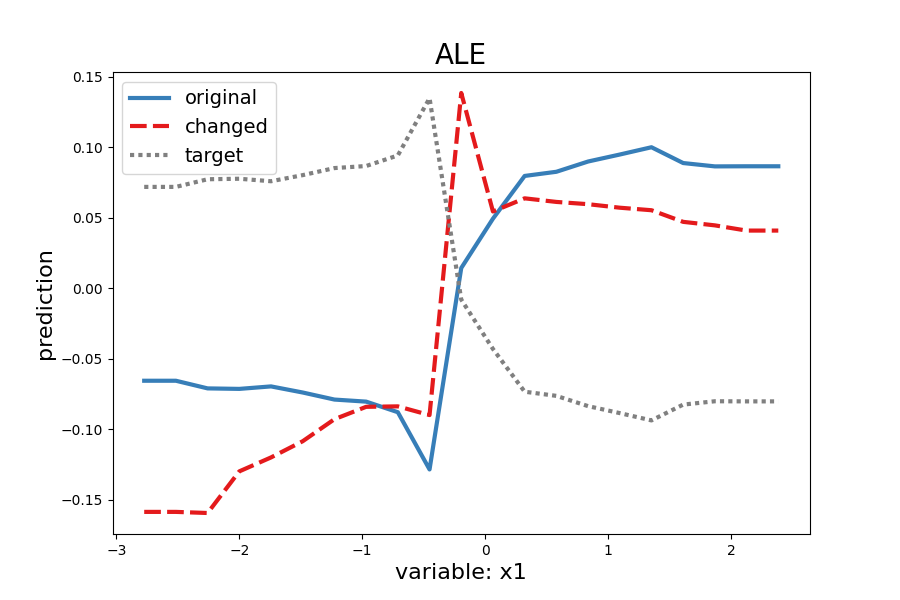 ALE
original
changed
target
prediction
0.15
0.10
0.05
0.00
−0.05
−0.10
−0.15
−3
−2
−1
0
1
2
variable: x1